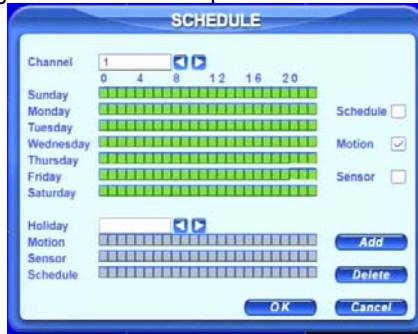 SCHEDULE
Channel 1
0 4 8 12 16 20
Sunday
Monday Schedule
Tuesday
Wednesday Motion
Thursday
Friday Sensor
Saturday
Holiday
Motion Add
Sensor
Schedule Delete
OK Cancel